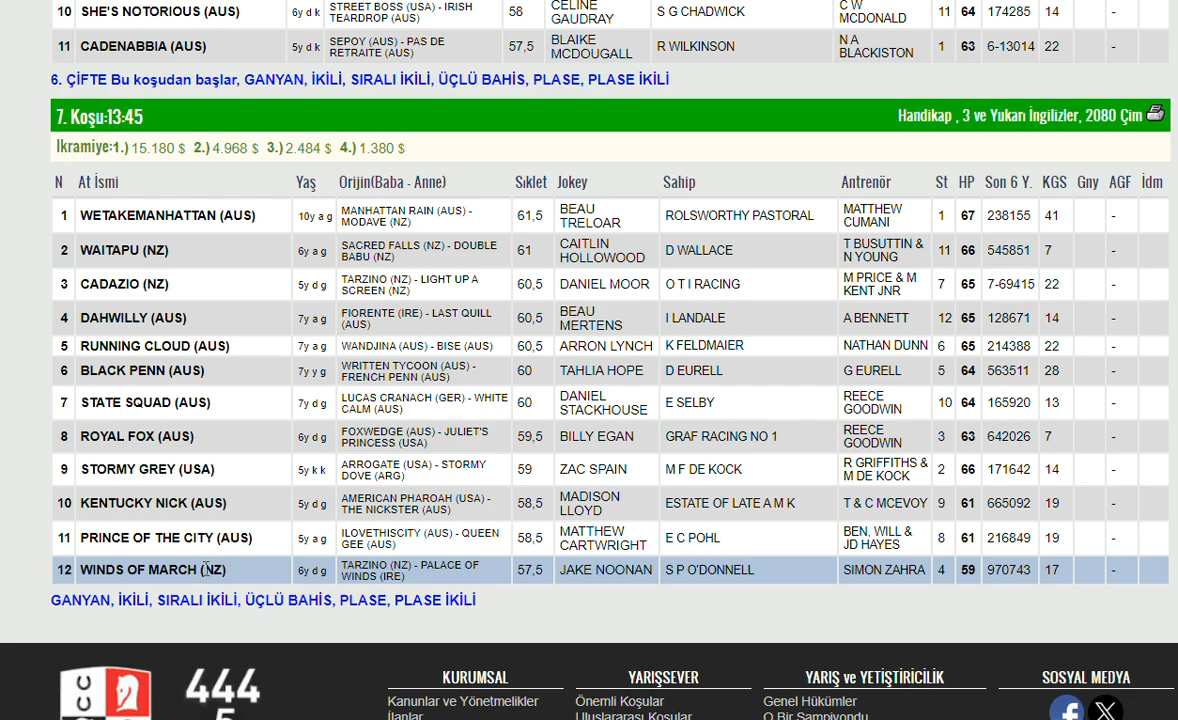 10 SHE'S NOTORIOUS (AUS) 6y d k STREET BOSS (USA) - IRISH TEARDROP (AUS) 58 CELINE GAUDRAY S G CHADWICK C W MCDONALD 11 64 174285 14 -
11 CADENABBIA (AUS) 5y d k SEPOY (AUS) - PAS DE RETRAITE (AUS) 57,5 BLAIKE MCDOUGALL R WILKINSON N A BLACKISTON 1 63 6-13014 22 -
6. ÇİFTE Bu koşudan başlar, GANYAN, İKİLİ, SIRALI İKİLİ, ÜÇLÜ BAHİS, PLASE, PLASE İKİLİ
7. Koşu:13:45 Handikap , 3 ve Yukarı İngilizler, 2080 Çim
Ikramiye:1.) 15.180 $ 2.) 4.968 $ 3.) 2.484 $ 4.) 1.380 $
N At İsmi Yaş Orijin(Baba - Anne) Sıklet Jokey Sahip Antrenör St HP Son 6 Y. KGS Gny AGF İdm
1 WETAKEMANHATTAN (AUS) 10y a g MANHATTAN RAIN (AUS) - MODAVE (NZ) 61,5 BEAU TRELOAR ROLSWORTHY PASTORAL MATTHEW CUMANI 1 67 238155 41 -
2 WAITAPU (NZ) 6y a g SACRED FALLS (NZ) - DOUBLE BABU (NZ) 61 CAITLIN HOLLOWOOD D WALLACE T BUSUTTIN & N YOUNG 11 66 545851 7 -
3 CADAZIO (NZ) 5y d g TARZINO (NZ) - LIGHT UP A SCREEN (NZ) 60,5 DANIEL MOOR O T I RACING M PRICE & M KENT JNR 7 65 7-69415 22 -
4 DAHWILLY (AUS) 7y a g FIORENTE (IRE) - LAST QUILL (AUS) 60,5 BEAU MERTENS I LANDALE A BENNETT 12 65 128671 14 -
5 RUNNING CLOUD (AUS) 7y a g WANDJINA (AUS) - BISE (AUS) 60,5 ARRON LYNCH K FELDMAIER NATHAN DUNN 6 65 214388 22 -
6 BLACK PENN (AUS) 7y y g WRITTEN TYCOON (AUS) - FRENCH PENN (AUS) 60 TAHLIA HOPE D EURELL G EURELL 5 64 563511 28 -
7 STATE SQUAD (AUS) 7y d g LUCAS CRANACH (GER) - WHITE CALM (AUS) 60 DANIEL STACKHOUSE E SELBY REECE GOODWIN 10 64 165920 13 -
8 ROYAL FOX (AUS) 6y d g FOXWEDGE (AUS) - JULIET'S PRINCESS (USA) 59,5 BILLY EGAN GRAF RACING NO 1 REECE GOODWIN 3 63 642026 7 -
9 STORMY GREY (USA) 5y k k ARROGATE (USA) - STORMY DOVE (ARG) 59 ZAC SPAIN M F DE KOCK R GRIFFITHS & M DE KOCK 2 66 171642 14 -
10 KENTUCKY NICK (AUS) 5y d g AMERICAN PHAROAH (USA) - THE NICKSTER (AUS) 58,5 MADISON LLOYD ESTATE OF LATE A M K T & C MCEVOY 9 61 665092 19 -
11 PRINCE OF THE CITY (AUS) 5y a g ILOVETHISCITY (AUS) - QUEEN GEE (AUS) 58,5 MATTHEW CARTWRIGHT E C POHL BEN, WILL & JD HAYES 8 61 216849 19 -
12 WINDS OF MARCH (NZ) 6y d g TARZINO (NZ) - PALACE OF WINDS (IRE) 57,5 JAKE NOONAN S P O'DONNELL SIMON ZAHRA 4 59 970743 17 -
GANYAN, İKİLİ, SIRALI İKİLİ, ÜÇLÜ BAHİS, PLASE, PLASE İKİLİ
444
KURUMSAL YARIŞSEVER YARIŞ ve YETİŞTİRİCİLİK SOSYAL MEDYA
Kanunlar ve Yönetmelikler Önemli Koşular Genel Hükümler
İlanlar Uluslararası Koşular O Bir Şampiyondu